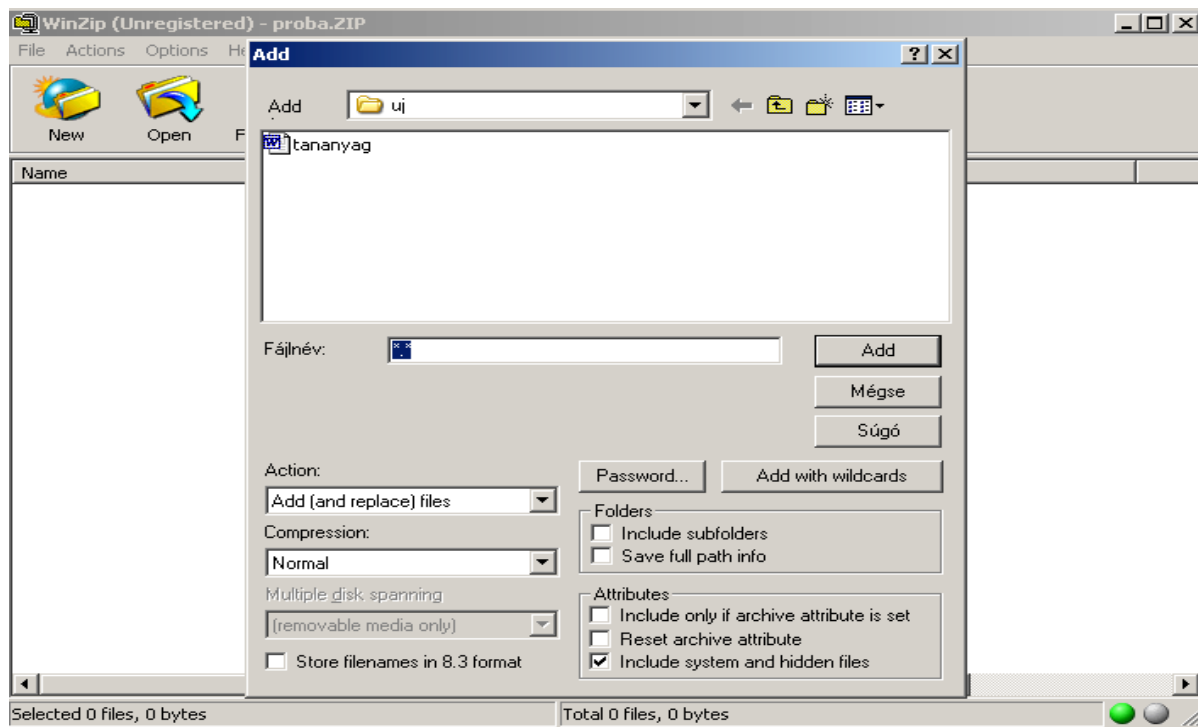 WinZip (Unregistered) - proba.ZIP
File Actions Options He
Add
Add uj
New Open F
tananyag
Name
Fájlnév: *.*
Add
Mégse
Súgó
Action:
Password... Add with wildcards
Add (and replace) files
Folders
Compression:
Include subfolders
Normal
Save full path info
Multiple disk spanning
Attributes
(removable media only)
Include only if archive attribute is set
Reset archive attribute
Store filenames in 8.3 format
Include system and hidden files
Selected 0 files, 0 bytes Total 0 files, 0 bytes